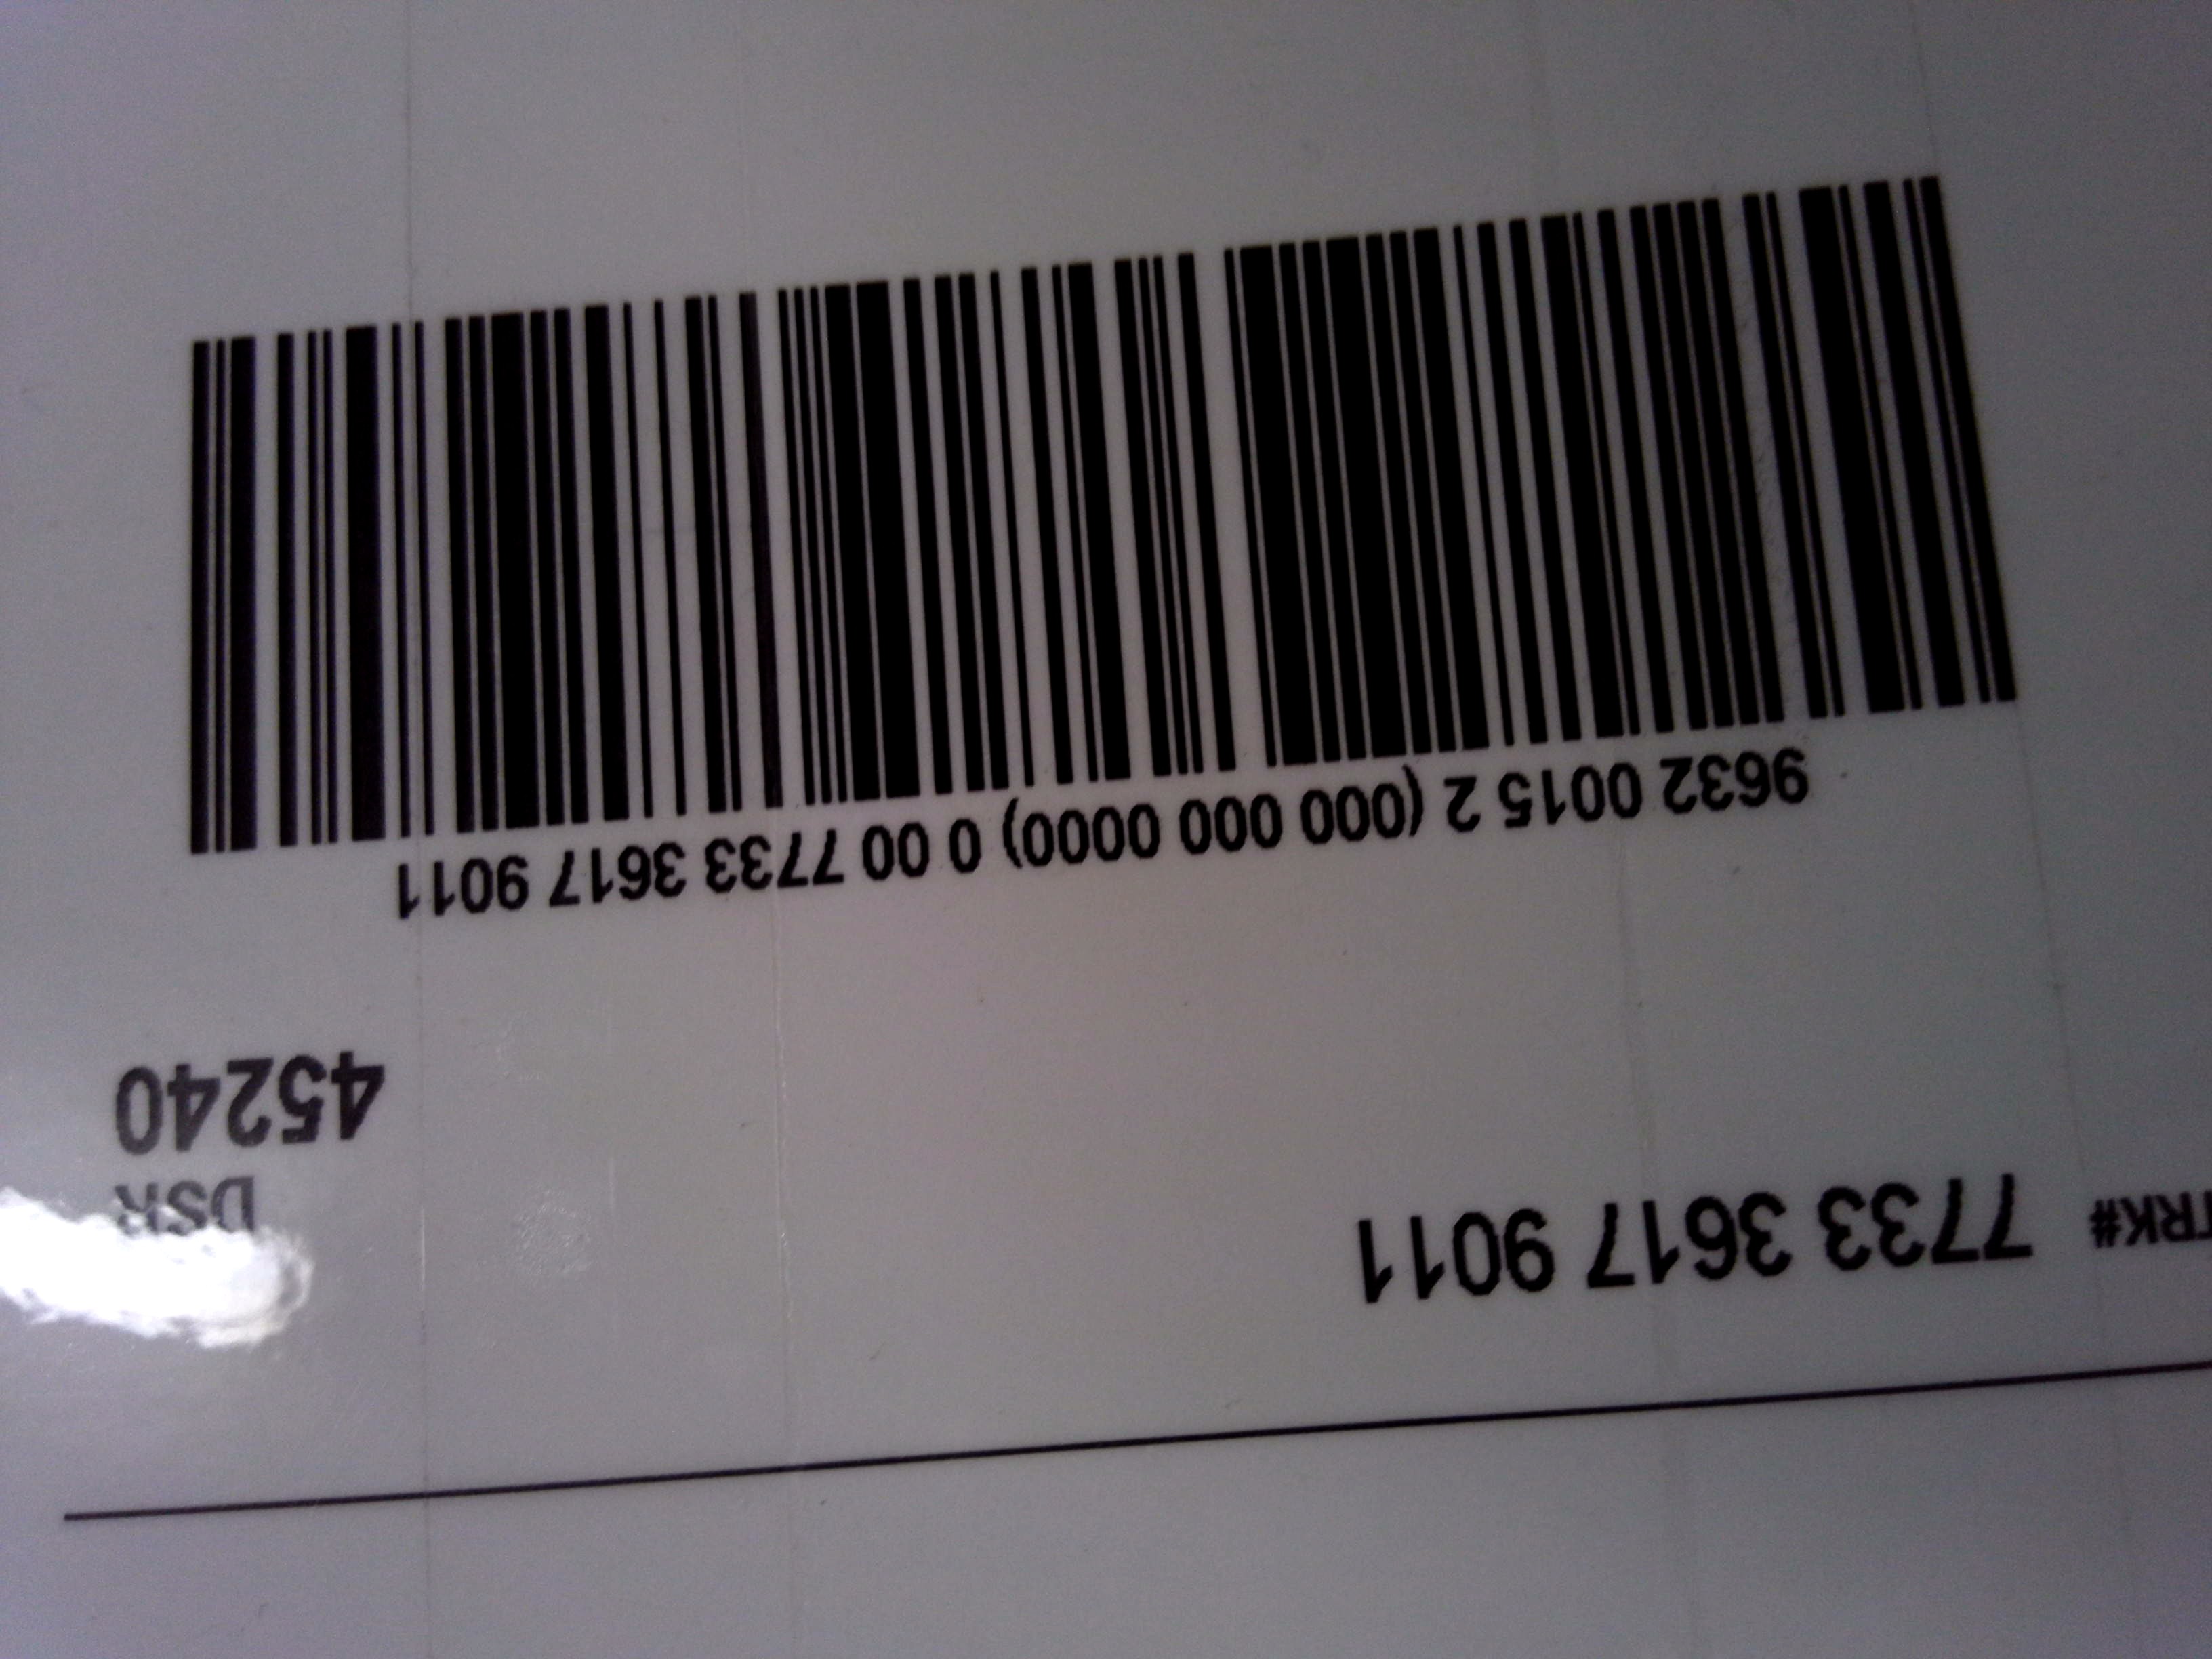 TRK# 7733 3617 9011
DSR
45240
9632 0015 2 (000 000 0000) 0 00 7733 3617 9011